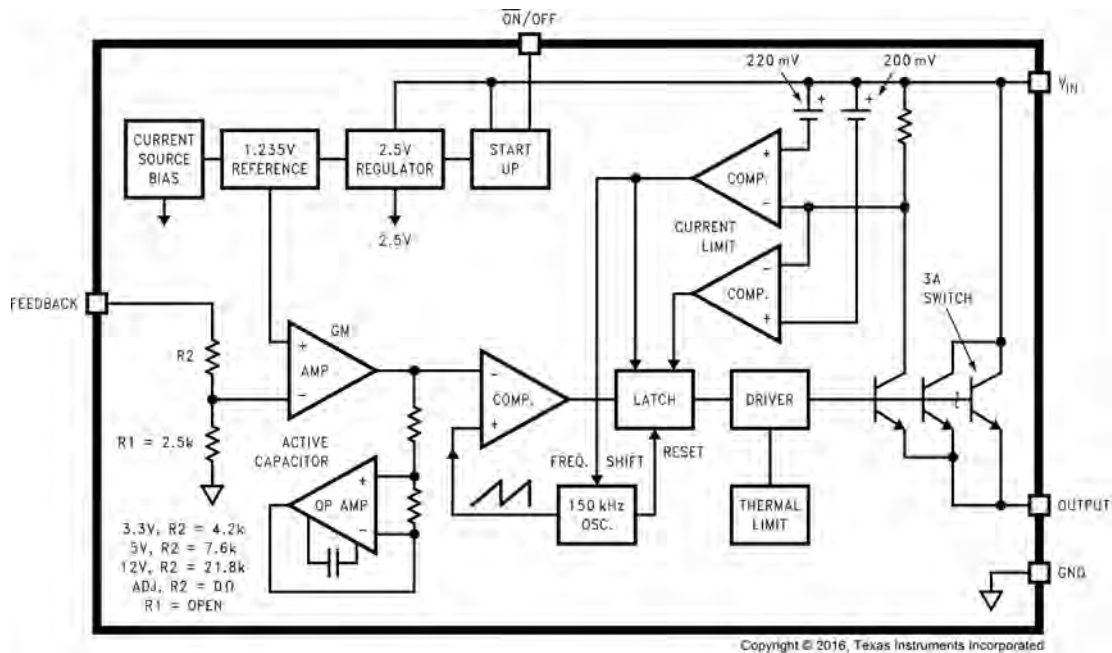 ON/OFF
220 mV
200 mV
VIN
CURRENT
SOURCE
BIAS
1.235V
REFERENCE
2.5V
REGULATOR
START
UP
2.5V
+
+
+
COMP.
-
CURRENT
LIMIT
-
COMP.
+
3A
SWITCH
FEEDBACK
R2
R1 = 2.5k
GM
+
AMP
-
-
COMP.
+
LATCH
DRIVER
ACTIVE
CAPACITOR
+
OP AMP
-
FREQ. SHIFT
RESET
150 kHz
OSC.
THERMAL
LIMIT
OUTPUT
GND
3.3V, R2 = 4.2k
5V, R2 = 7.6k
12V, R2 = 21.8k
ADJ, R2 = 0Ω
R1 = OPEN
Copyright © 2016, Texas Instruments Incorporated